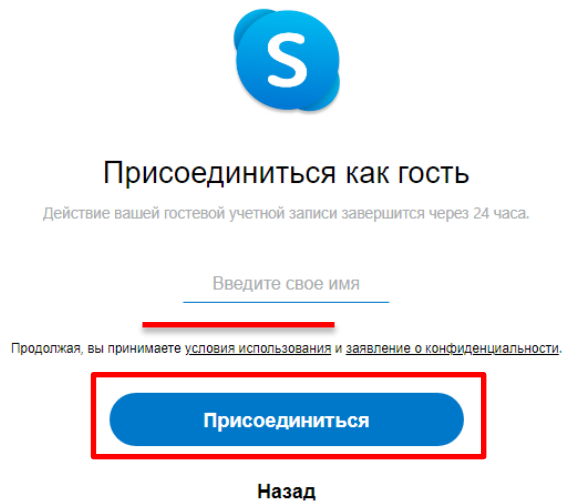 S
Присоединиться как гость
Действие вашей гостевой учетной записи завершится через 24 часа.
Введите свое имя
Продолжая, вы принимаете условия использования и заявление о конфиденциальности.
Присоединиться
Назад